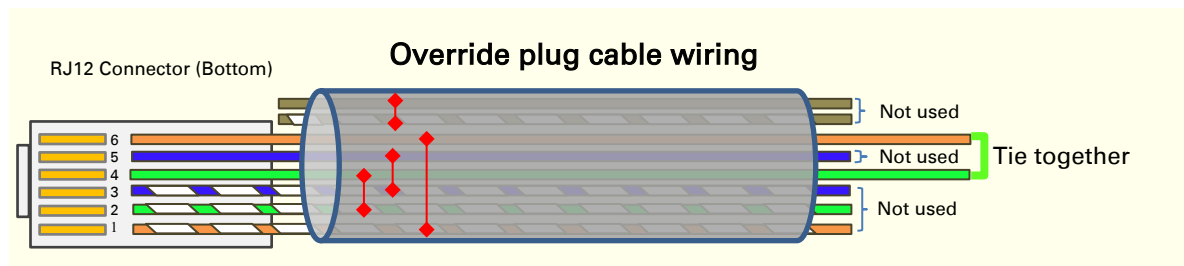 Override plug cable wiring
RJ12 Connector (Bottom)
Not used
6
5
Not used
Tie together
4
3
2
Not used
1